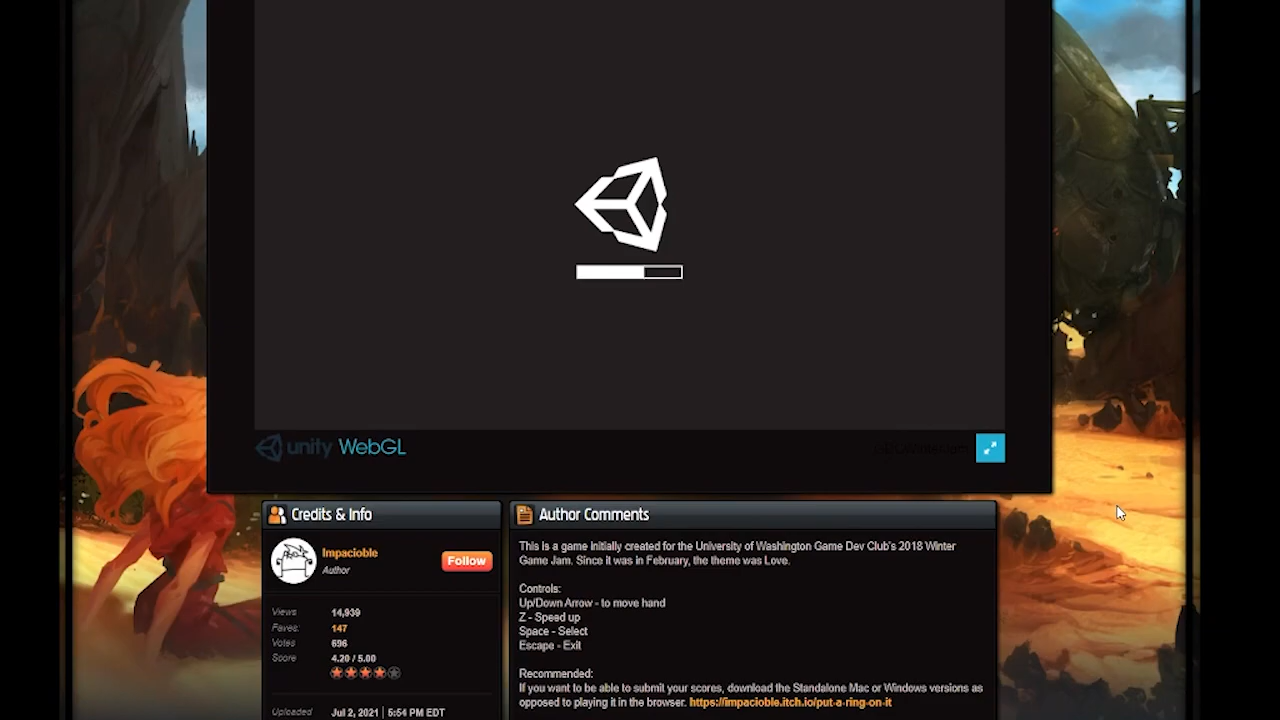 unity WebGL
Credits & Info
Impacioble
Author
Follow
Views 14,939
Faves: 147
Votes 696
Score 4.20 / 5.00
Uploaded Jul 2, 2021 | 5:54 PM EDT
Author Comments
This is a game initially created for the University of Washington Game Dev Club's 2018 Winter
Game Jam. Since it was in February, the theme was Love.
Controls:
Up/Down Arrow - to move hand
Z - Speed up
Space - Select
Escape - Exit
Recommended:
If you want to be able to submit your scores, download the Standalone Mac or Windows versions as
opposed to playing it in the browser. https://impacioble.itch.io/put-a-ring-on-it